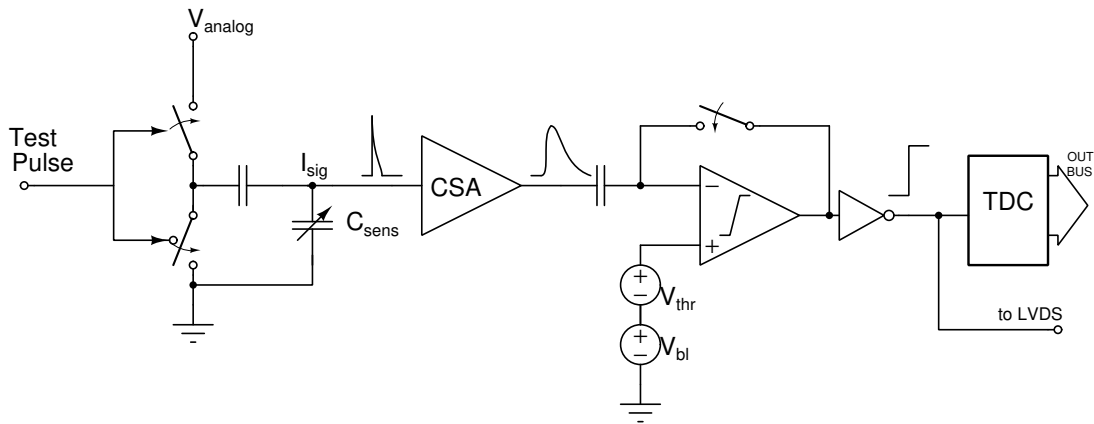 V_analog
Test
Pulse
I_sig
C_sens
CSA
−
+
+
−
V_thr
+
−
V_bl
TDC
OUT
BUS
to LVDS